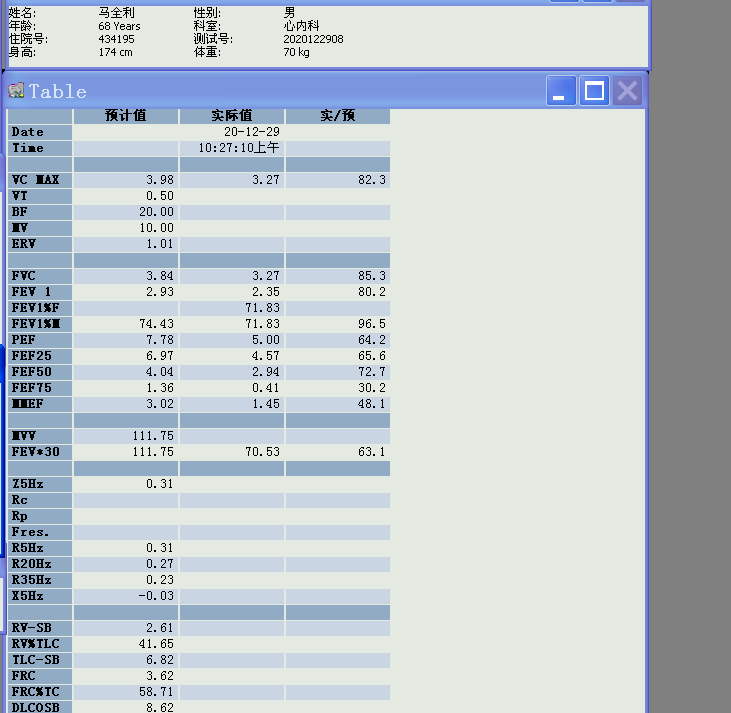 姓名: 马全利 性别: 男
年龄: 68 Years 科室: 心内科
住院号: 434195 测试号: 2020122908
身高: 174 cm 体重: 70 kg
Table
预计值 实际值 实/预
Date 20-12-29
Time 10:27:10上午
VC MAX 3.98 3.27 82.3
VT 0.50
BF 20.00
MV 10.00
ERV 1.01
FVC 3.84 3.27 85.3
FEV 1 2.93 2.35 80.2
FEV1%F 71.83
FEV1%M 74.43 71.83 96.5
PEF 7.78 5.00 64.2
FEF25 6.97 4.57 65.6
FEF50 4.04 2.94 72.7
FEF75 1.36 0.41 30.2
MMEF 3.02 1.45 48.1
MVV 111.75
FEV*30 111.75 70.53 63.1
Z5Hz 0.31
Rc
Rp
Fres.
R5Hz 0.31
R20Hz 0.27
R35Hz 0.23
X5Hz -0.03
RV-SB 2.61
RV%TLC 41.65
TLC-SB 6.82
FRC 3.62
FRC%TC 58.71
DLCOSB 8.62